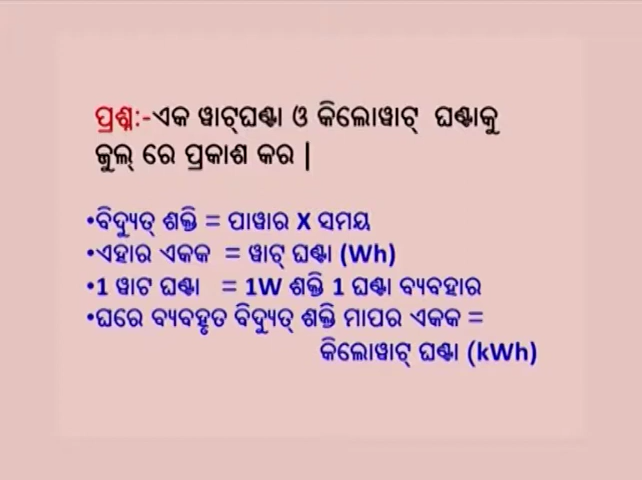 ପ୍ରଶ୍ନ:-ଏକ ୱାଟ୍‌ଘଣ୍ଟା ଓ କିଲୋୱାଟ୍ ଘଣ୍ଟାକୁ
ଜୁଲ୍ ରେ ପ୍ରକାଶ କର |
•ବିଦ୍ୟୁତ୍ ଶକ୍ତି = ପାୱାର X ସମୟ
•ଏହାର ଏକକ = ୱାଟ୍ ଘଣ୍ଟା (Wh)
•1 ୱାଟ ଘଣ୍ଟା = 1W ଶକ୍ତି 1 ଘଣ୍ଟା ବ୍ୟବହାର
•ଘରେ ବ୍ୟବହୃତ ବିଦ୍ୟୁତ୍ ଶକ୍ତି ମାପର ଏକକ =
କିଲୋୱାଟ୍ ଘଣ୍ଟା (kWh)